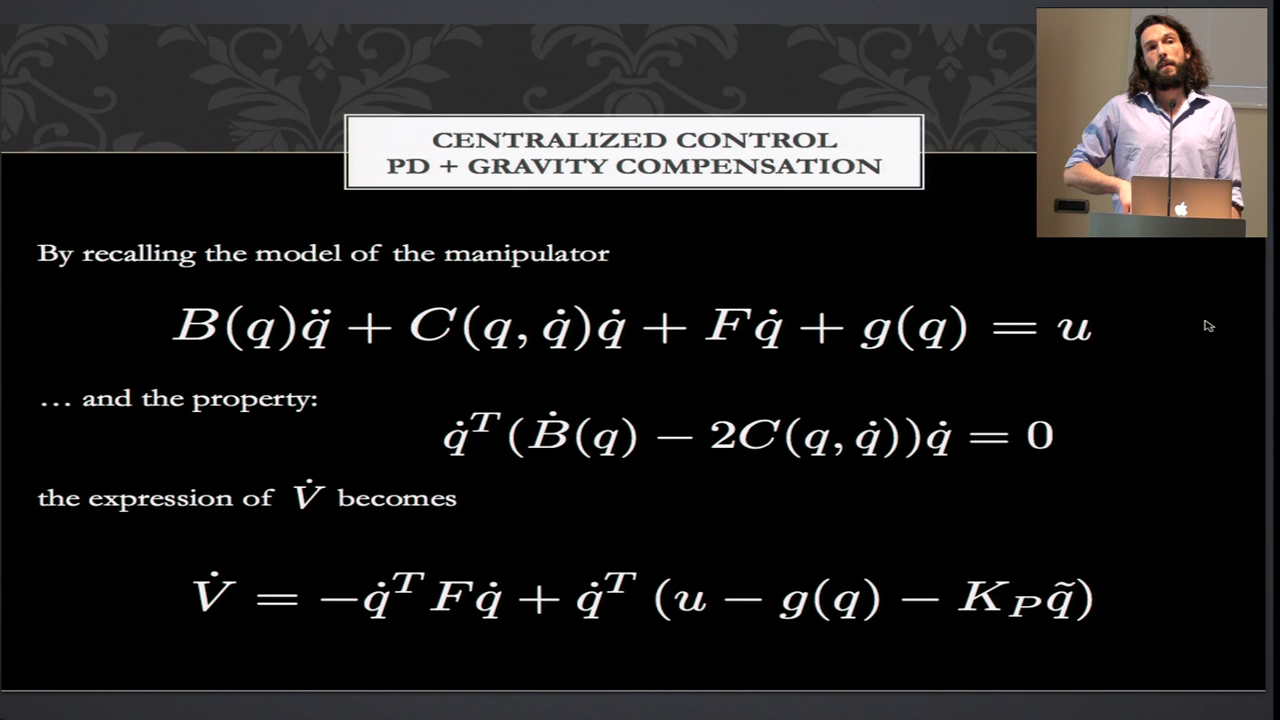 CENTRALIZED CONTROL
PD + GRAVITY COMPENSATION
By recalling the model of the manipulator
B(q)q̈ + C(q, q̇)q̇ + Fq̇ + g(q) = u
… and the property:
q̇ᵀ(Ḃ(q) − 2C(q, q̇))q̇ = 0
the expression of V̇ becomes
V̇ = −q̇ᵀFq̇ + q̇ᵀ (u − g(q) − K_P q̃)